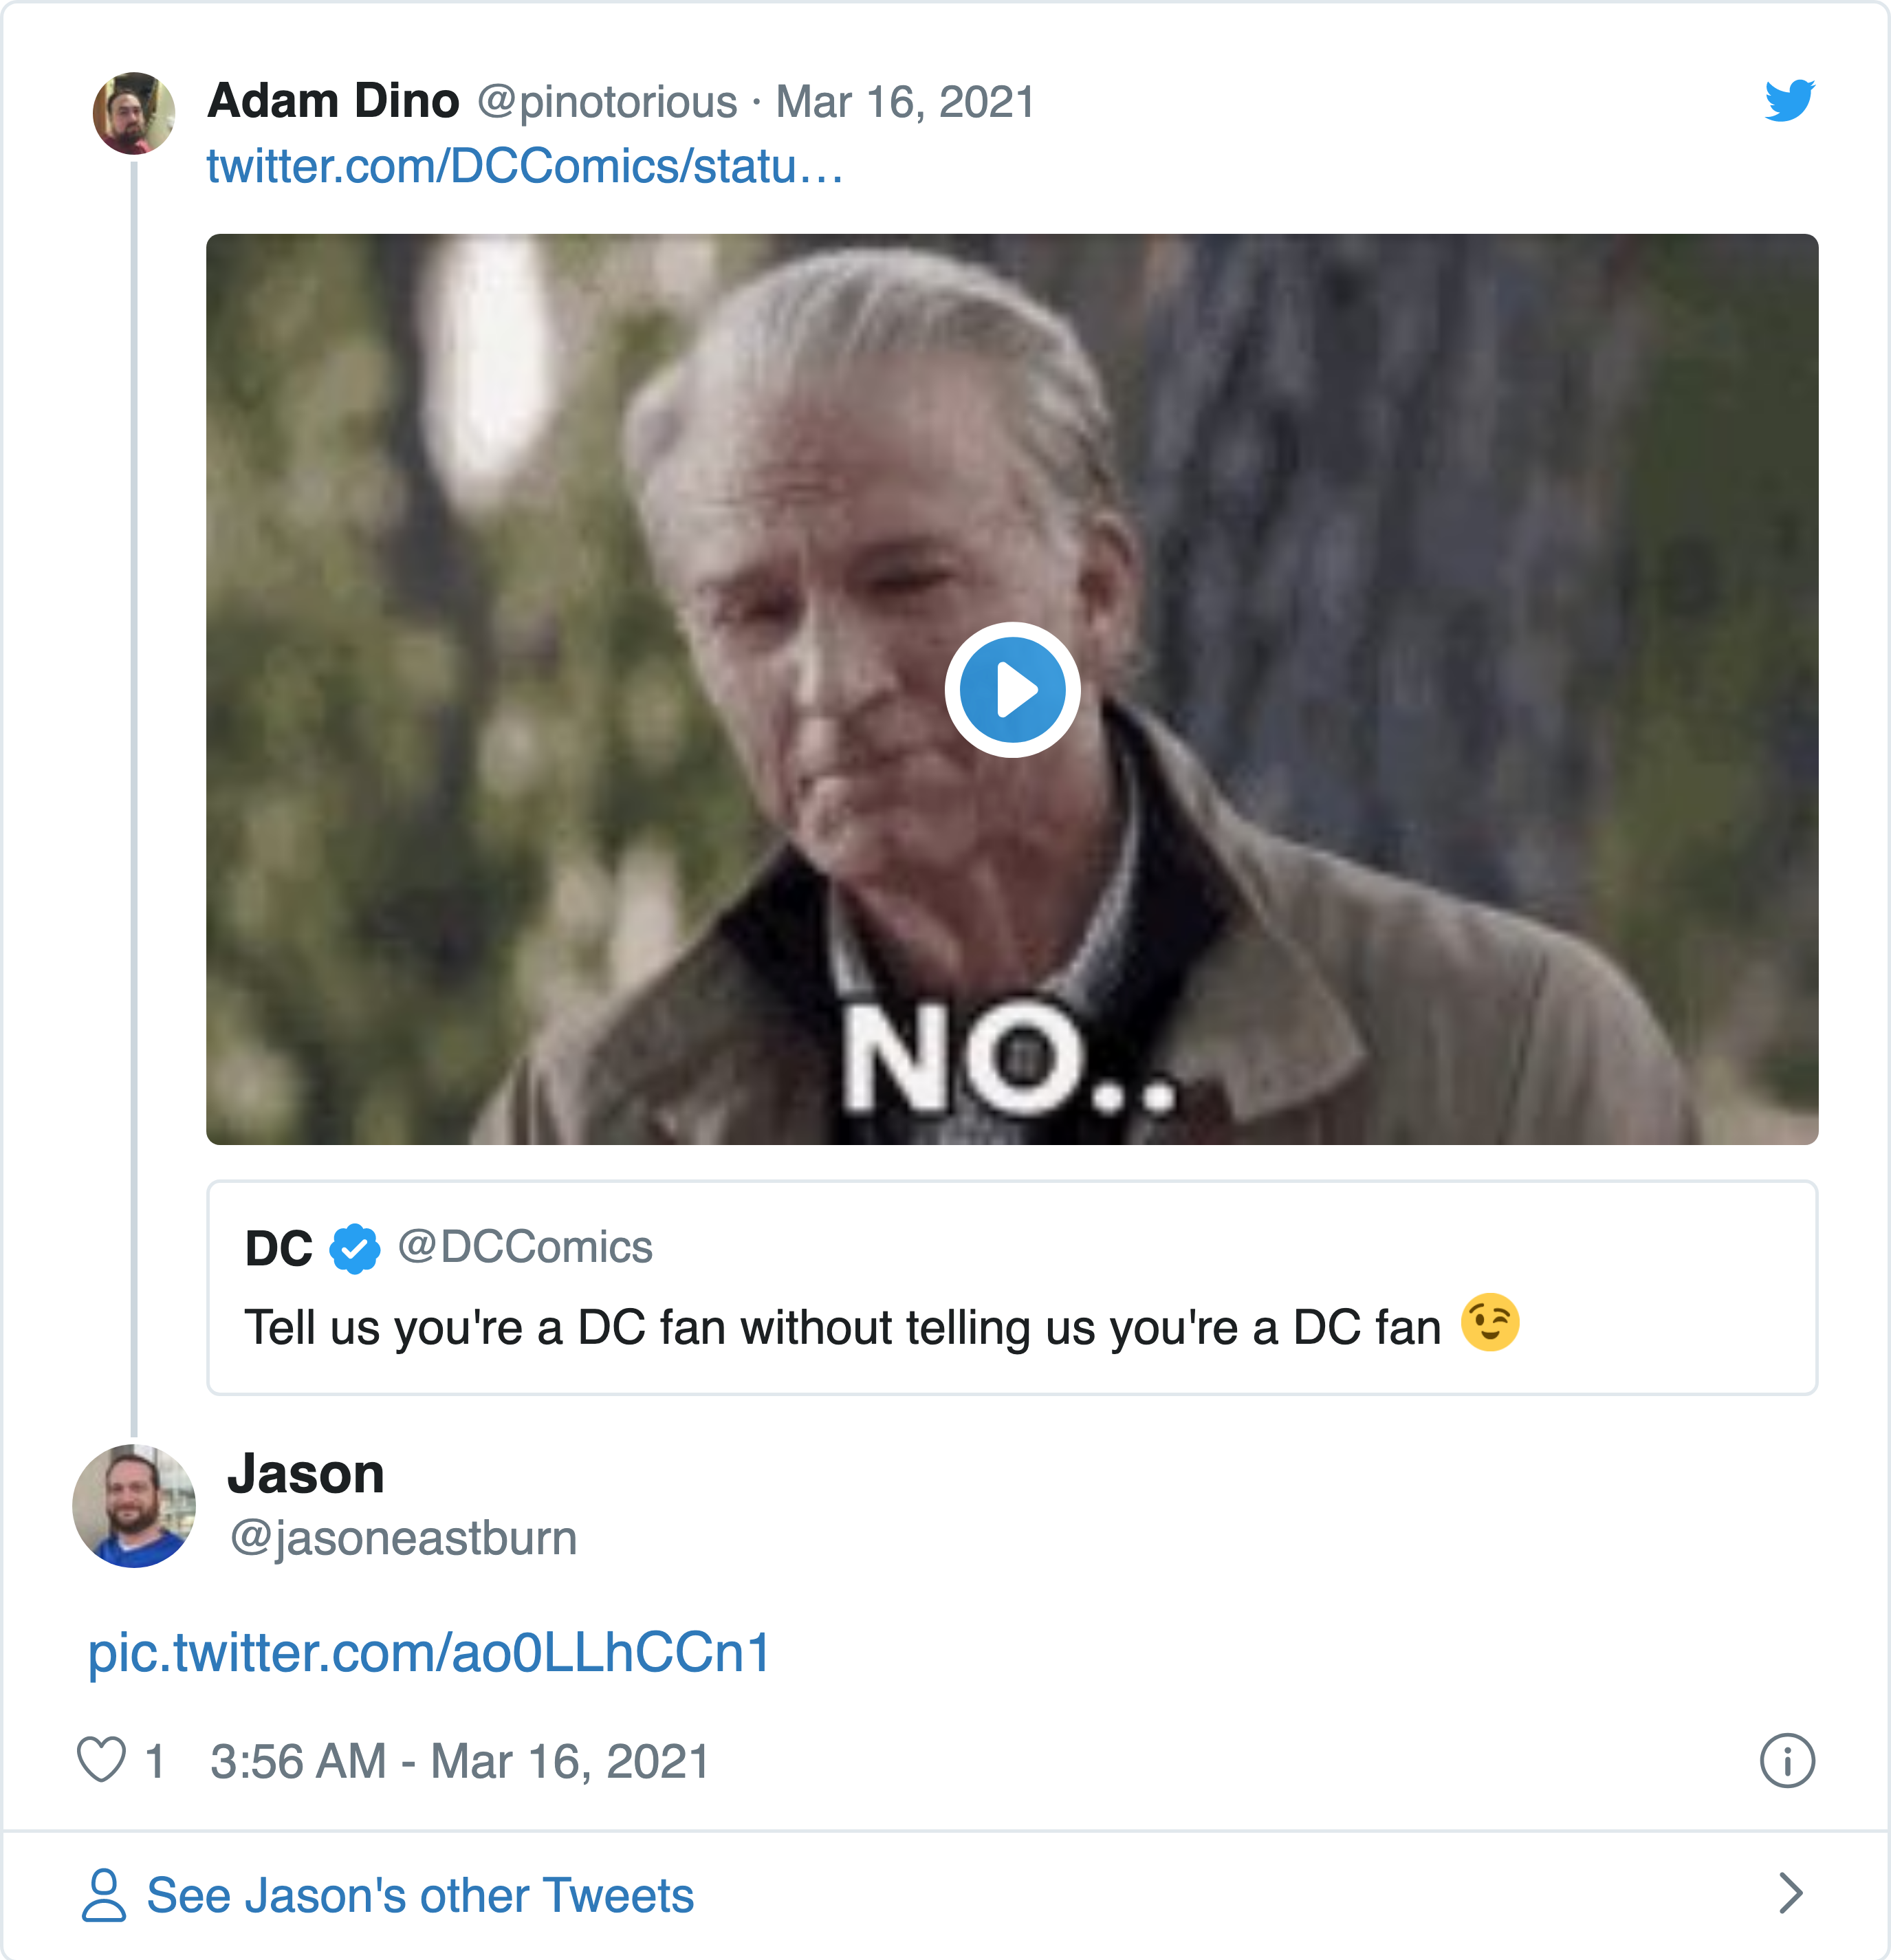 Adam Dino @pinotorious · Mar 16, 2021
twitter.com/DCComics/statu…
NO..
DC @DCComics
Tell us you're a DC fan without telling us you're a DC fan 😉
Jason
@jasoneastburn
pic.twitter.com/ao0LLhCCn1
1 3:56 AM - Mar 16, 2021
See Jason's other Tweets